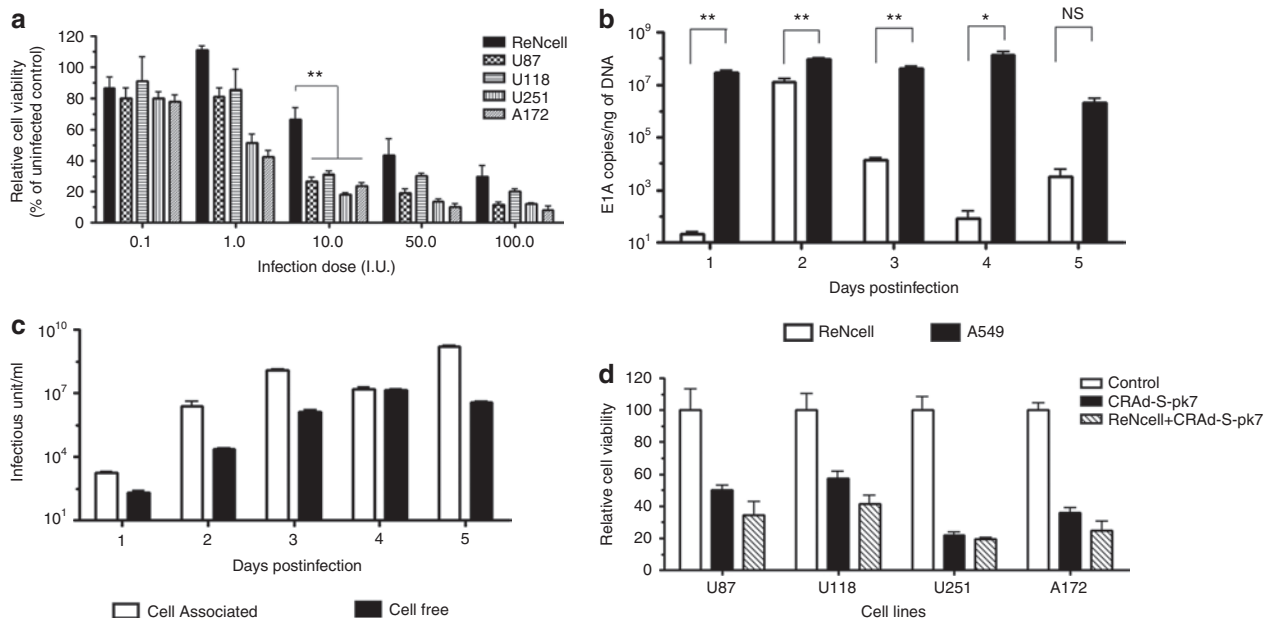 a
Relative cell viability
(% of uninfected control)
120
100
80
60
40
20
0
**
ReNcell
U87
U118
U251
A172
0.1 1.0 10.0 50.0 100.0
Infection dose (I.U.)
b
E1A copies/ng of DNA
10⁹
10⁷
10⁵
10³
10¹
** ** ** * NS
1 2 3 4 5
Days postinfection
ReNcell A549
c
Infectious unit/ml
10¹⁰
10⁷
10⁴
10¹
1 2 3 4 5
Days postinfection
Cell Associated Cell free
d
Relative cell viability
120
100
80
60
40
20
0
Control
CRAd-S-pk7
ReNcell+CRAd-S-pk7
U87 U118 U251 A172
Cell lines